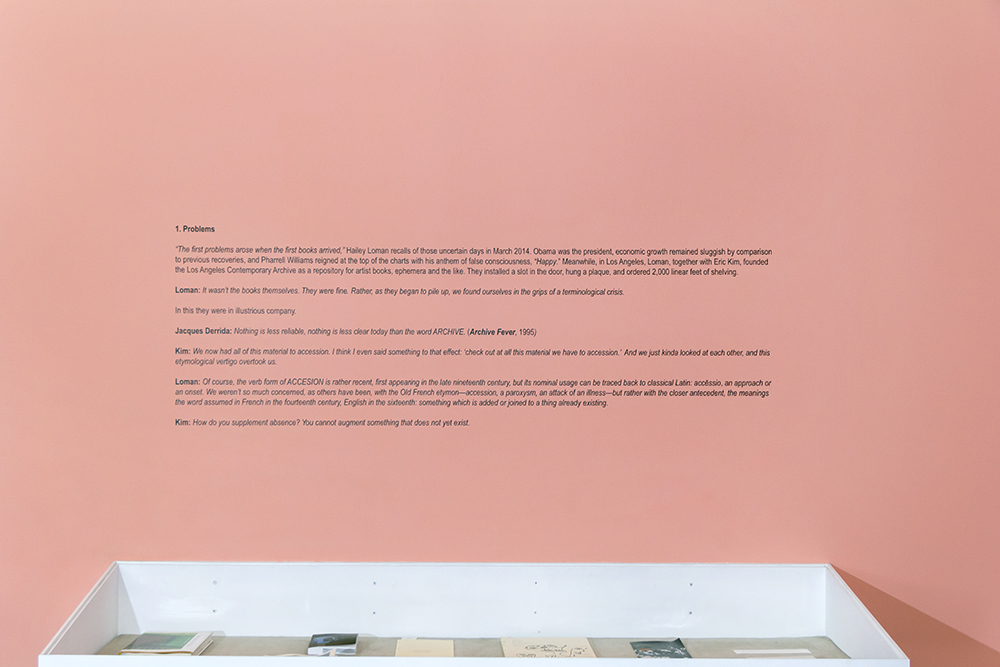 1. Problems
"The first problems arose when the first books arrived," Hailey Loman recalls of those uncertain days in March 2014. Obama was the president, economic growth remained sluggish by comparison
to previous recoveries, and Pharrell Williams reigned at the top of the charts with his anthem of false consciousness, "Happy." Meanwhile, in Los Angeles, Loman, together with Eric Kim, founded
the Los Angeles Contemporary Archive as a repository for artist books, ephemera and the like. They installed a slot in the door, hung a plaque, and ordered 2,000 linear feet of shelving.
Loman: It wasn't the books themselves. They were fine. Rather, as they began to pile up, we found ourselves in the grips of a terminological crisis.
In this they were in illustrious company.
Jacques Derrida: Nothing is less reliable, nothing is less clear today than the word ARCHIVE. (Archive Fever, 1995)
Kim: We now had all of this material to accession. I think I even said something to that effect: 'check out at all this material we have to accession.' And we just kinda looked at each other, and this
etymological vertigo overtook us.
Loman: Of course, the verb form of ACCESION is rather recent, first appearing in the late nineteenth century, but its nominal usage can be traced back to classical Latin: accēssio, an approach or
an onset. We weren't so much concerned, as others have been, with the Old French etymon—accession, a paroxysm, an attack of an illness—but rather with the closer antecedent, the meanings
the word assumed in French in the fourteenth century, English in the sixteenth: something which is added or joined to a thing already existing.
Kim: How do you supplement absence? You cannot augment something that does not yet exist.